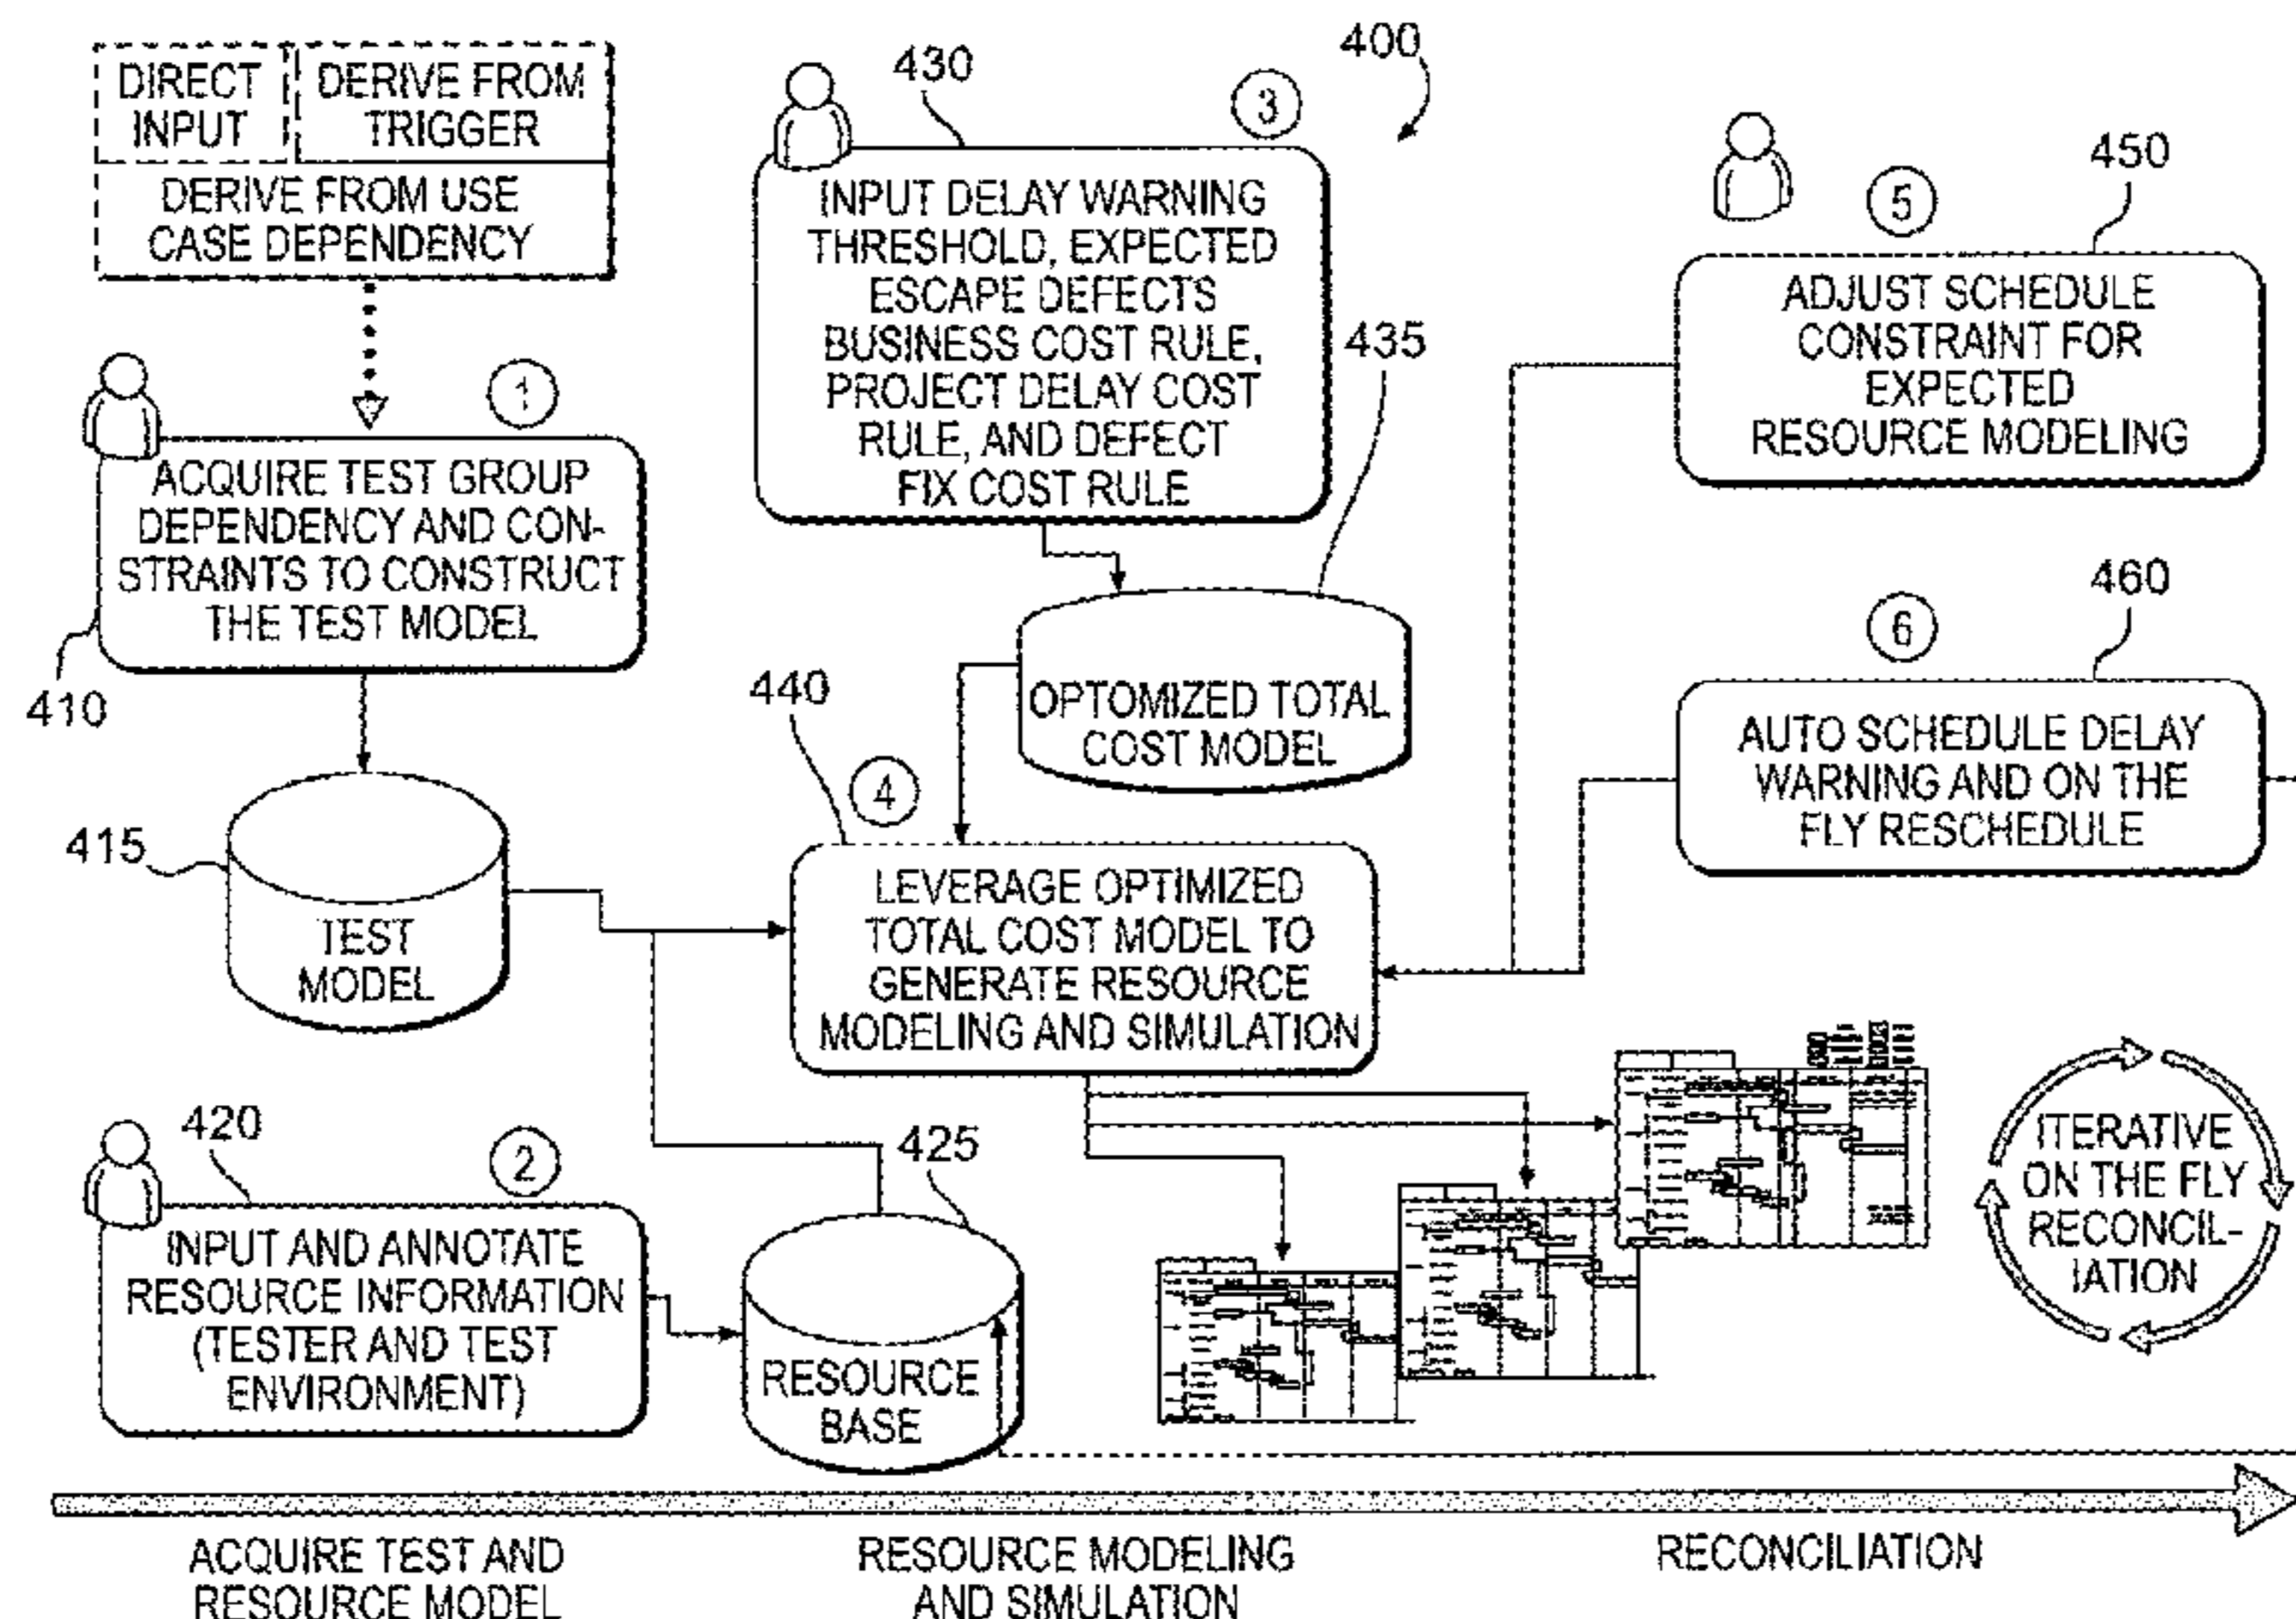 DIRECT
INPUT
DERIVE FROM
TRIGGER
DERIVE FROM USE
CASE DEPENDENCY
1
ACQUIRE TEST GROUP
DEPENDENCY AND CON-
STRAINTS TO CONSTRUCT
THE TEST MODEL
410
415
TEST
MODEL
420
2
INPUT AND ANNOTATE
RESOURCE INFORMATION
(TESTER AND TEST
ENVIRONMENT)
425
RESOURCE
BASE
430
3
400
INPUT DELAY WARNING
THRESHOLD, EXPECTED
ESCAPE DEFECTS
BUSINESS COST RULE,
PROJECT DELAY COST
RULE, AND DEFECT
FIX COST RULE
435
OPTOMIZED TOTAL
COST MODEL
440
4
LEVERAGE OPTIMIZED
TOTAL COST MODEL TO
GENERATE RESOURCE
MODELING AND SIMULATION
5
450
ADJUST SCHEDULE
CONSTRAINT FOR
EXPECTED
RESOURCE MODELING
6
460
AUTO SCHEDULE DELAY
WARNING AND ON THE
FLY RESCHEDULE
ITERATIVE
ON THE FLY
RECONCIL-
IATION
ACQUIRE TEST AND
RESOURCE MODEL
RESOURCE MODELING
AND SIMULATION
RECONCILIATION